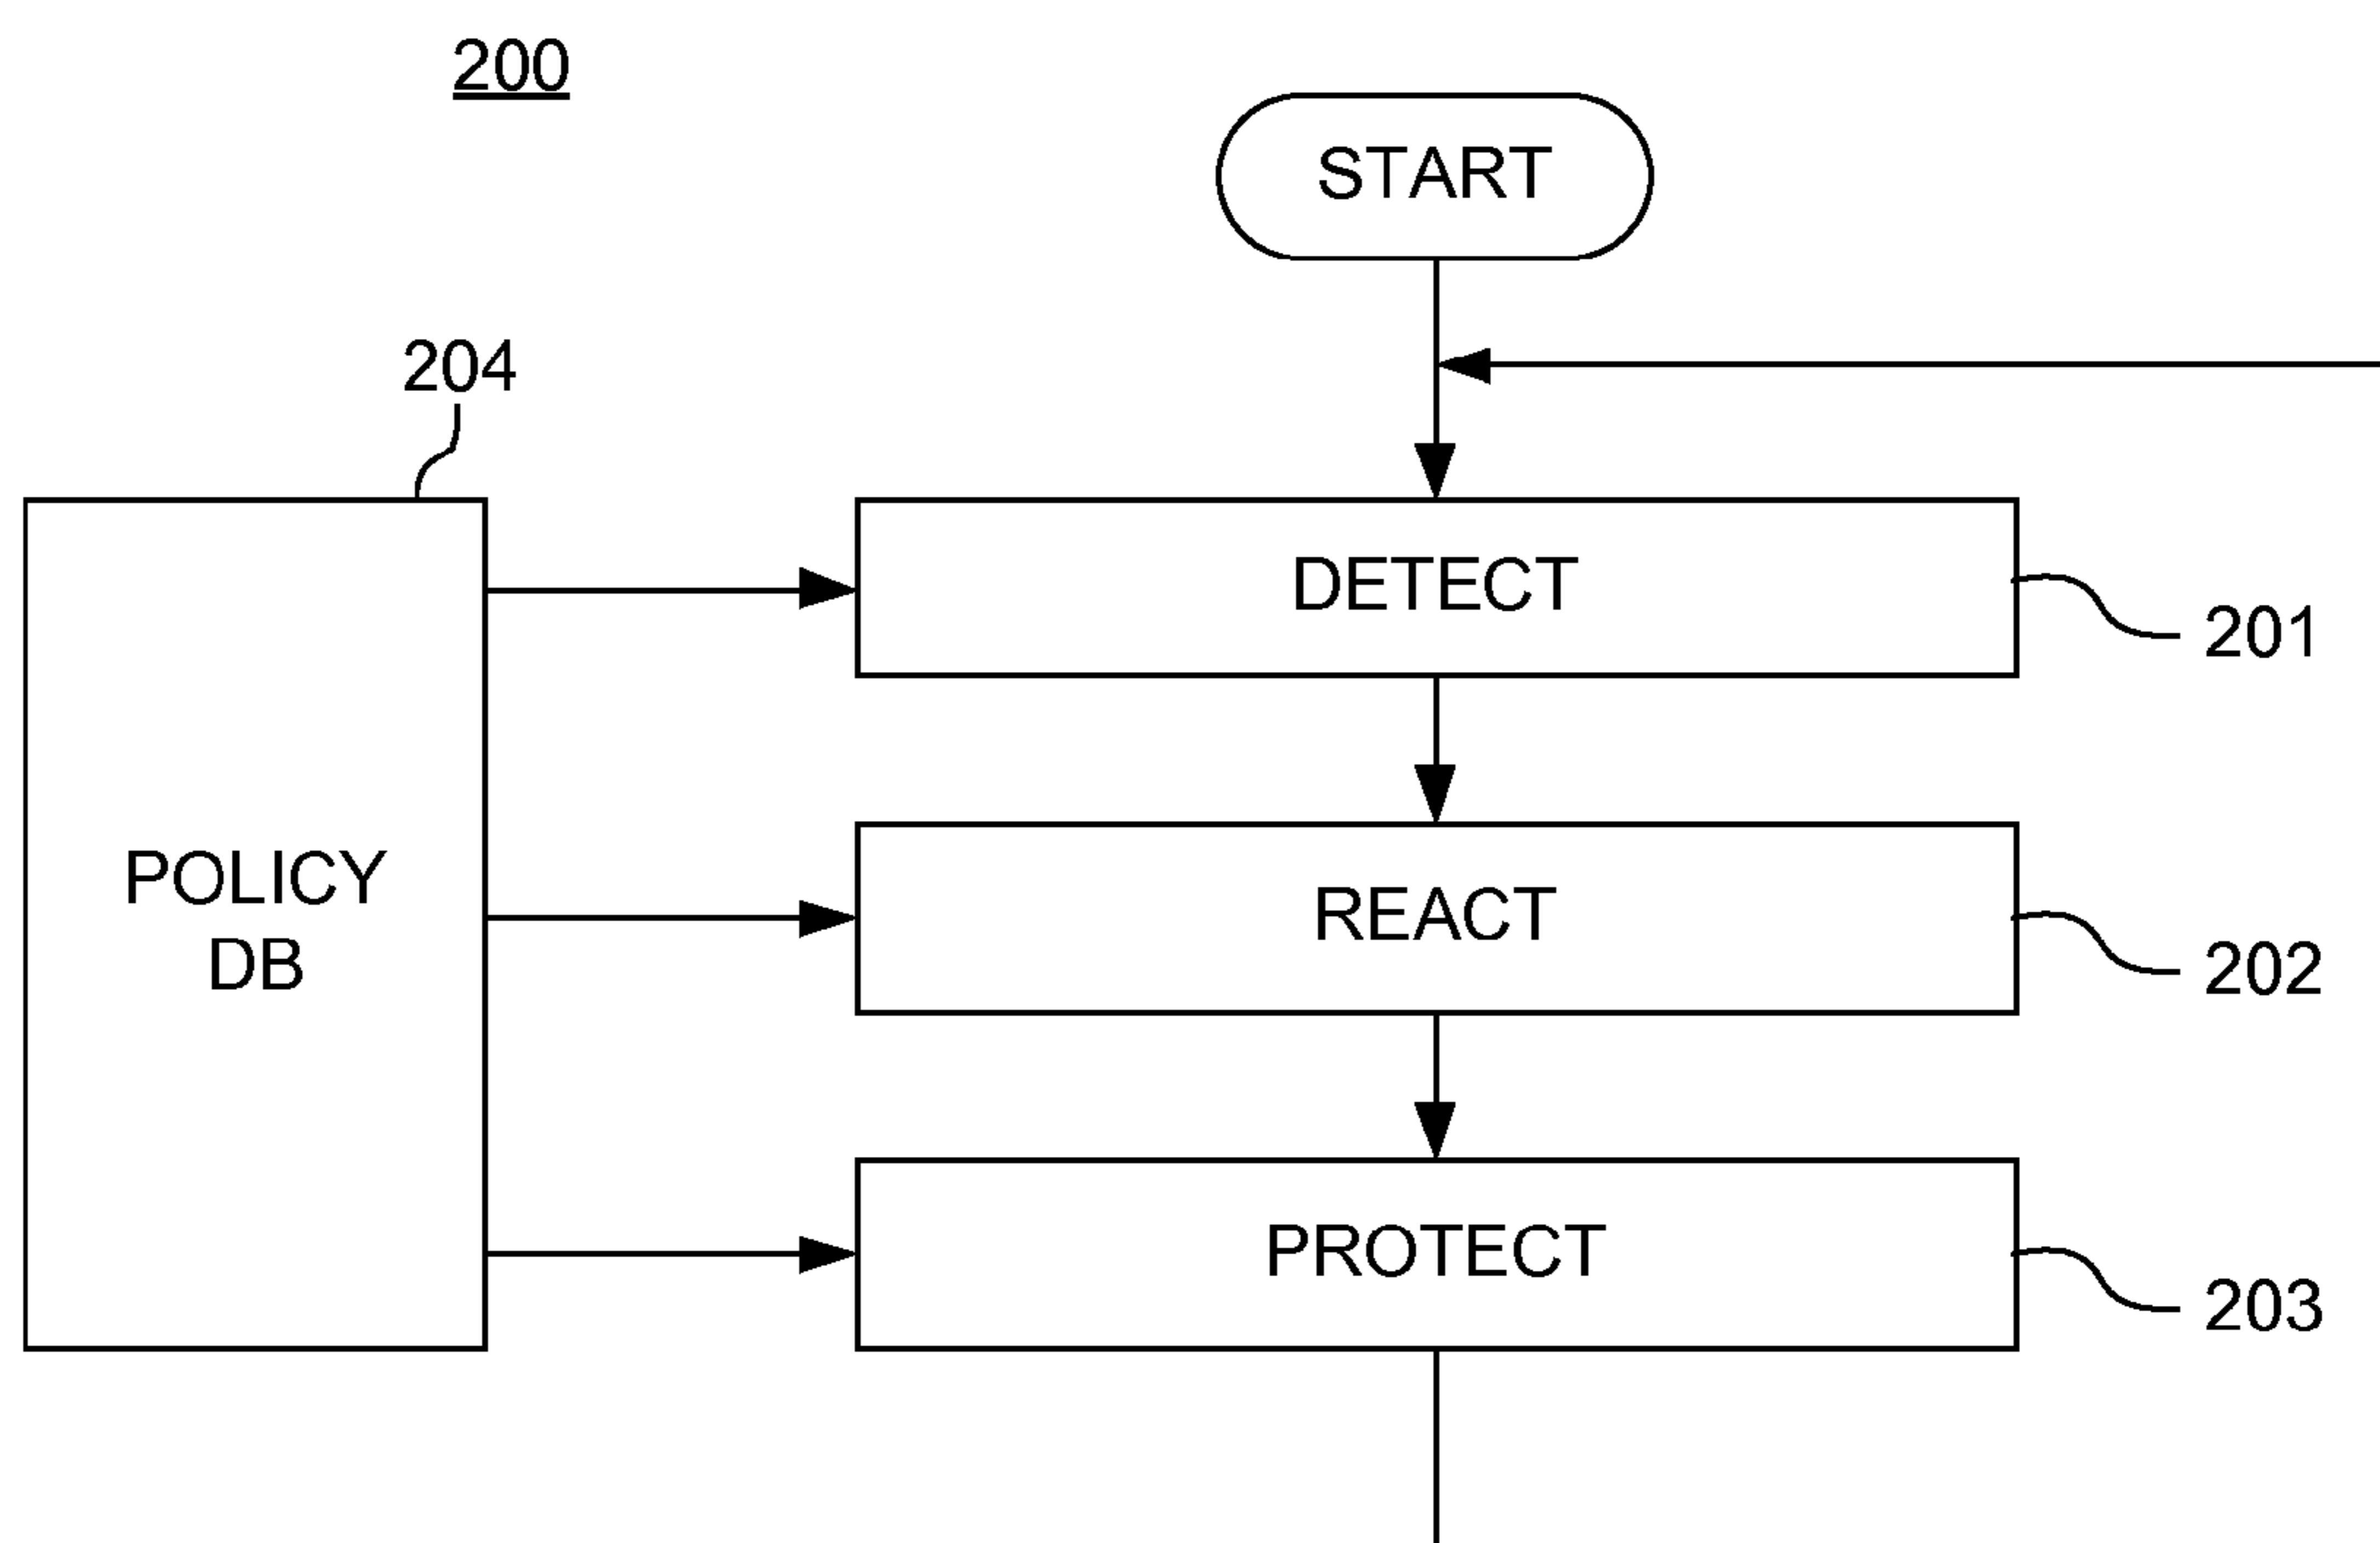 200
START
204
DETECT
201
POLICY
DB
REACT
202
PROTECT
203